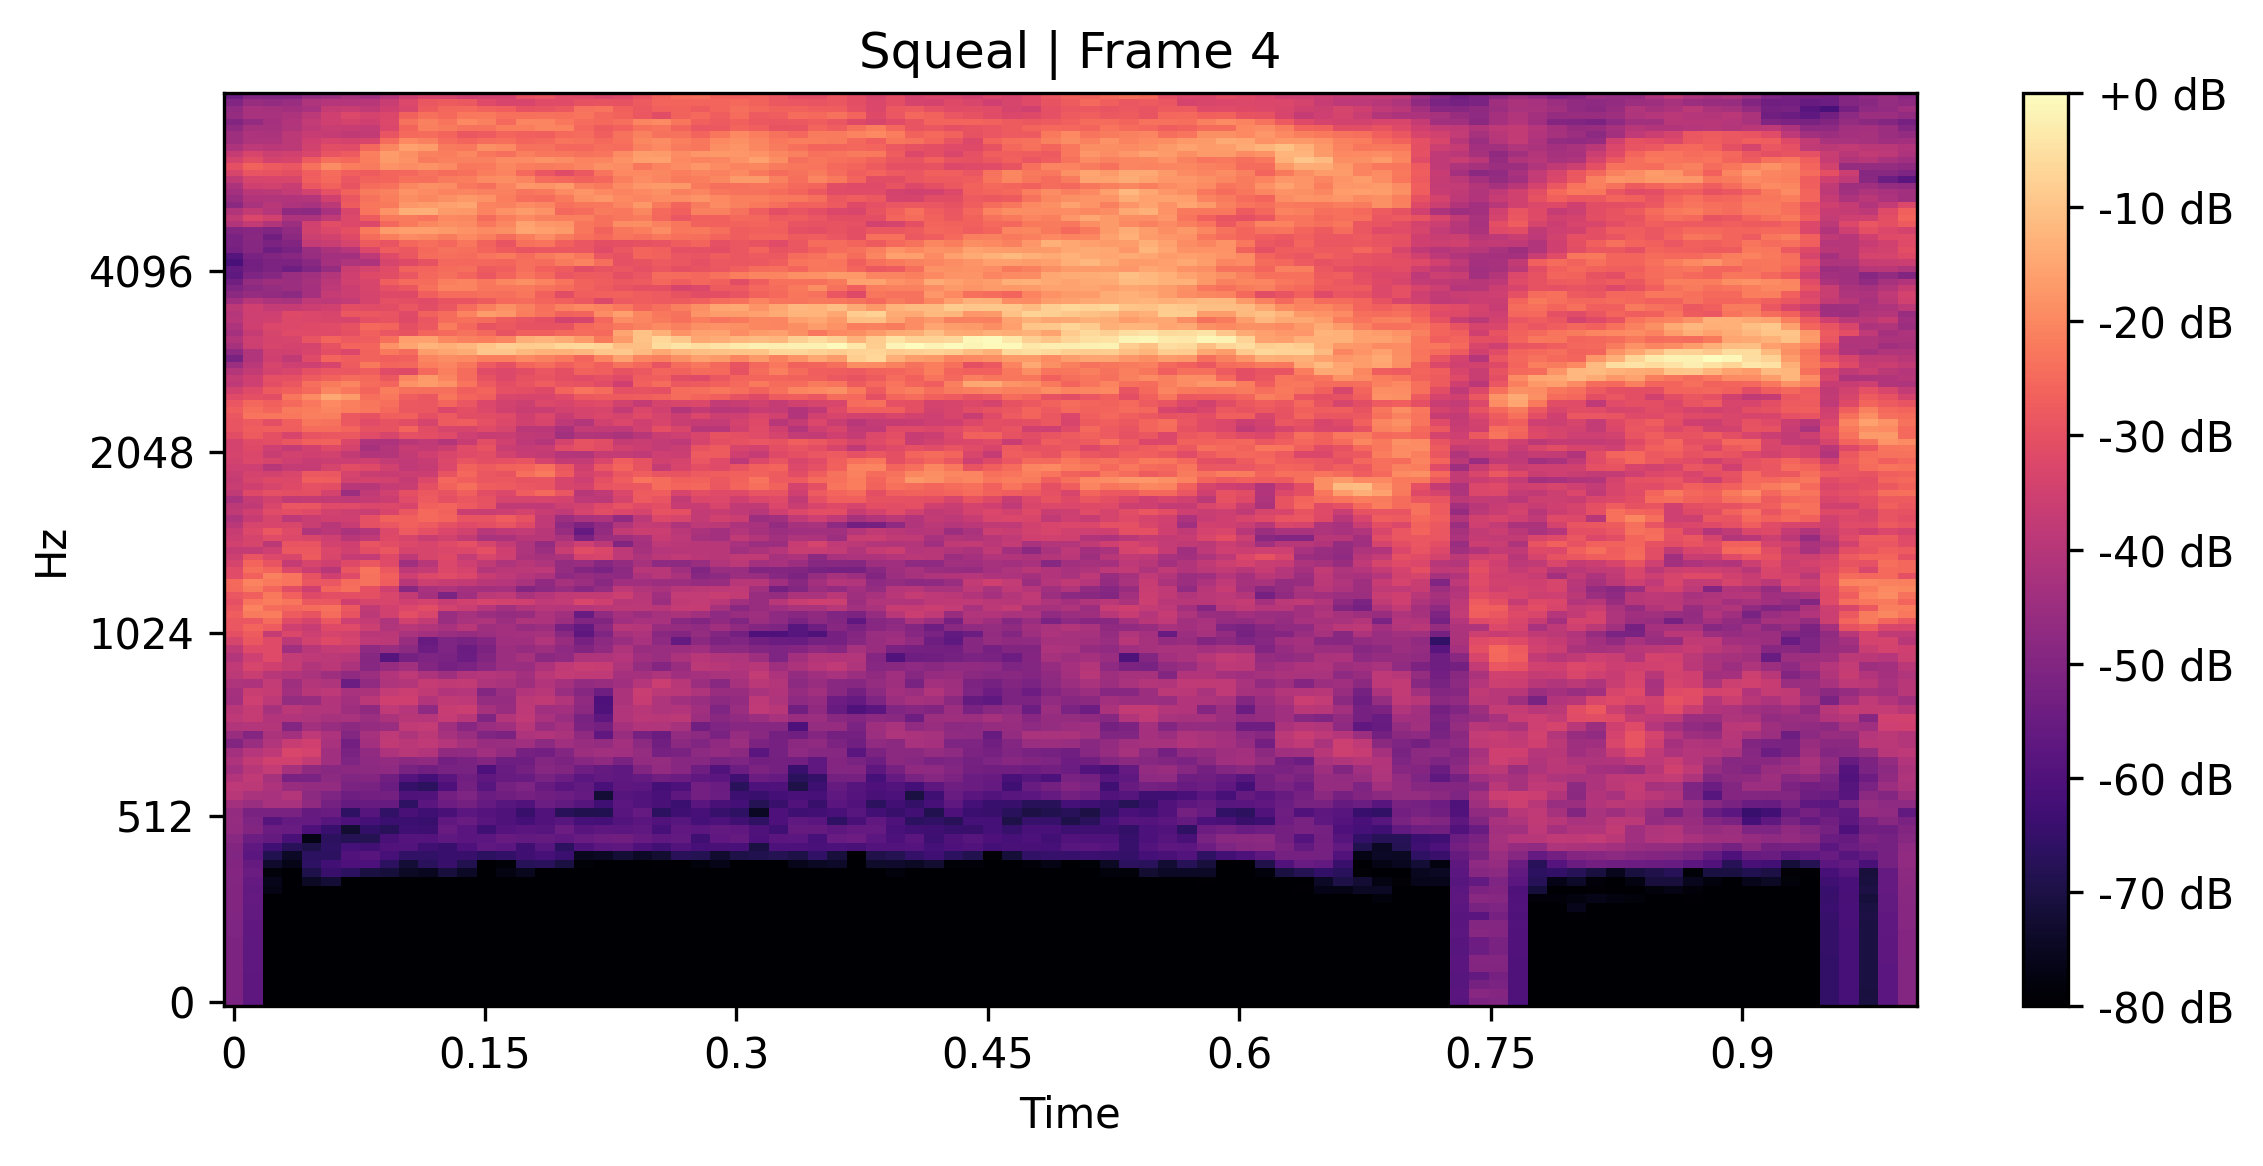 Squeal | Frame 4
Hz
4096
2048
1024
512
0
0 0.15 0.3 0.45 0.6 0.75 0.9
Time
+0 dB
-10 dB
-20 dB
-30 dB
-40 dB
-50 dB
-60 dB
-70 dB
-80 dB